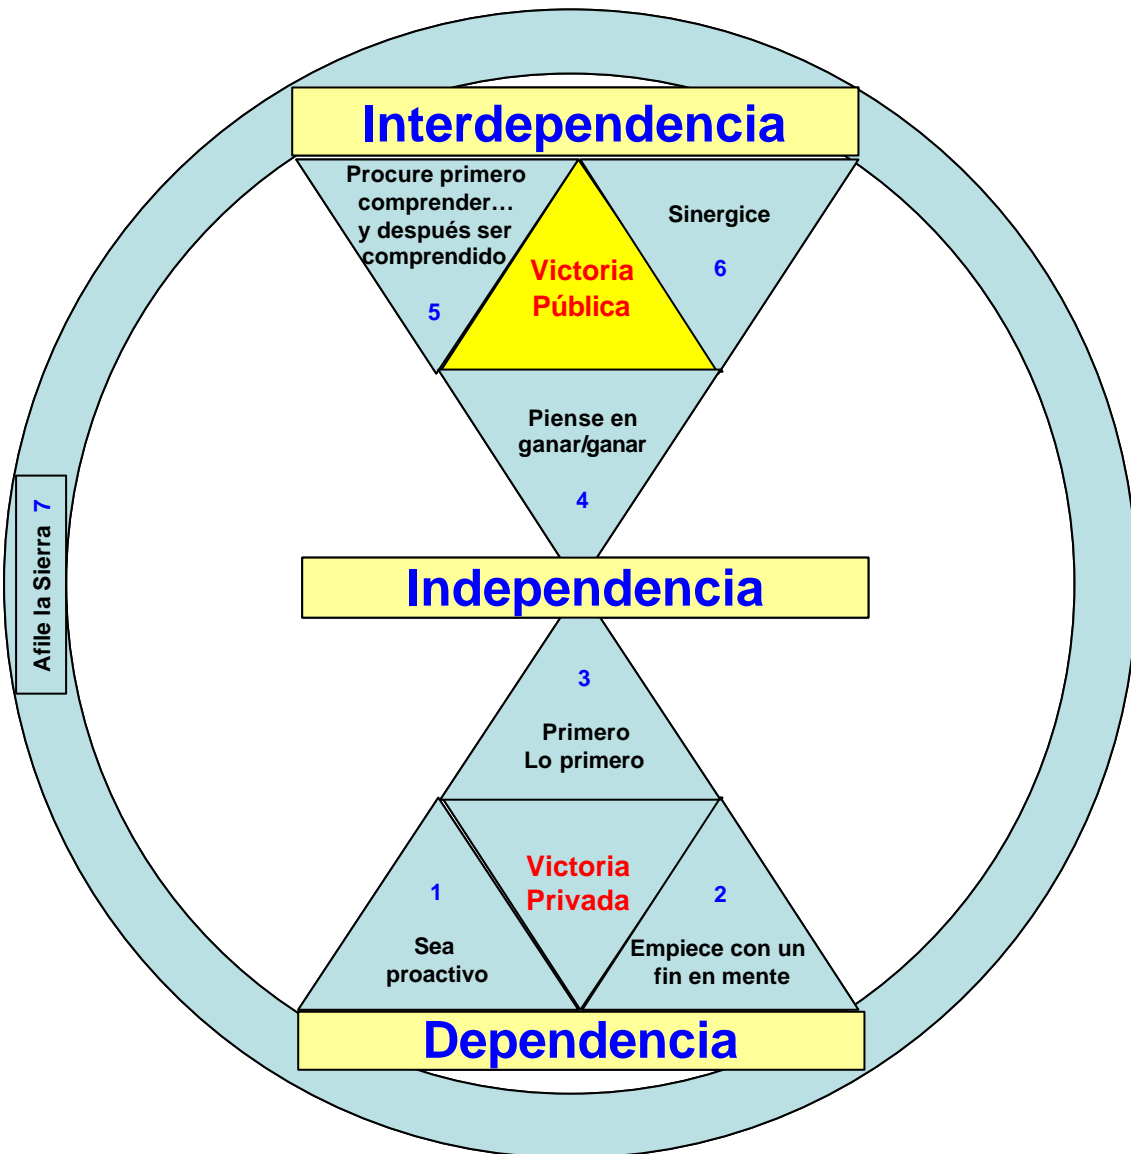 Interdependencia
Procure primero
comprender…
y después ser
comprendido
5
Victoria
Pública
Sinergice
6
Piense en
ganar/ganar
4
Afile la Sierra 7
Independencia
3
Primero
Lo primero
Victoria
Privada
1
Sea
proactivo
2
Empiece con un
fin en mente
Dependencia